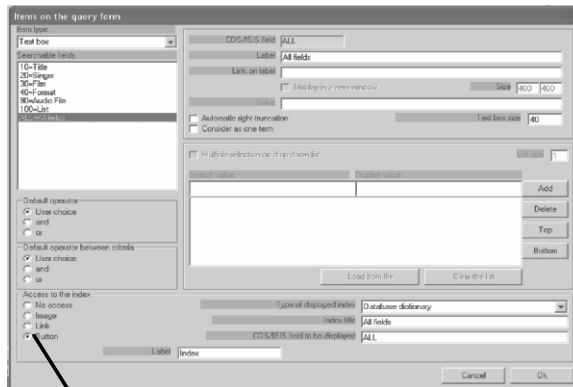 Items on the query form
Item type
Text box
Searchable fields
10=Title
20=Singer
30=Film
40=Format
90=Audio File
100=List
ALL=All fields
CDS/ISIS field ALL
Label All fields
Link on label
Display in a new window Size 400 400
Value
Automatic right truncation Text box size 40
Consider as one term
Multiple selection on drop-down list List size 1
Search value Display value
Add
Delete
Top
Bottom
Load from file Clear the list
Default operator
User choice
and
or
Default operator between criteria
User choice
and
or
Access to the index
No access
Image
Link
Button
Type of displayed index Database dictionary
Index title All fields
CDS/ISIS field to be displayed ALL
Label Index
Cancel Ok